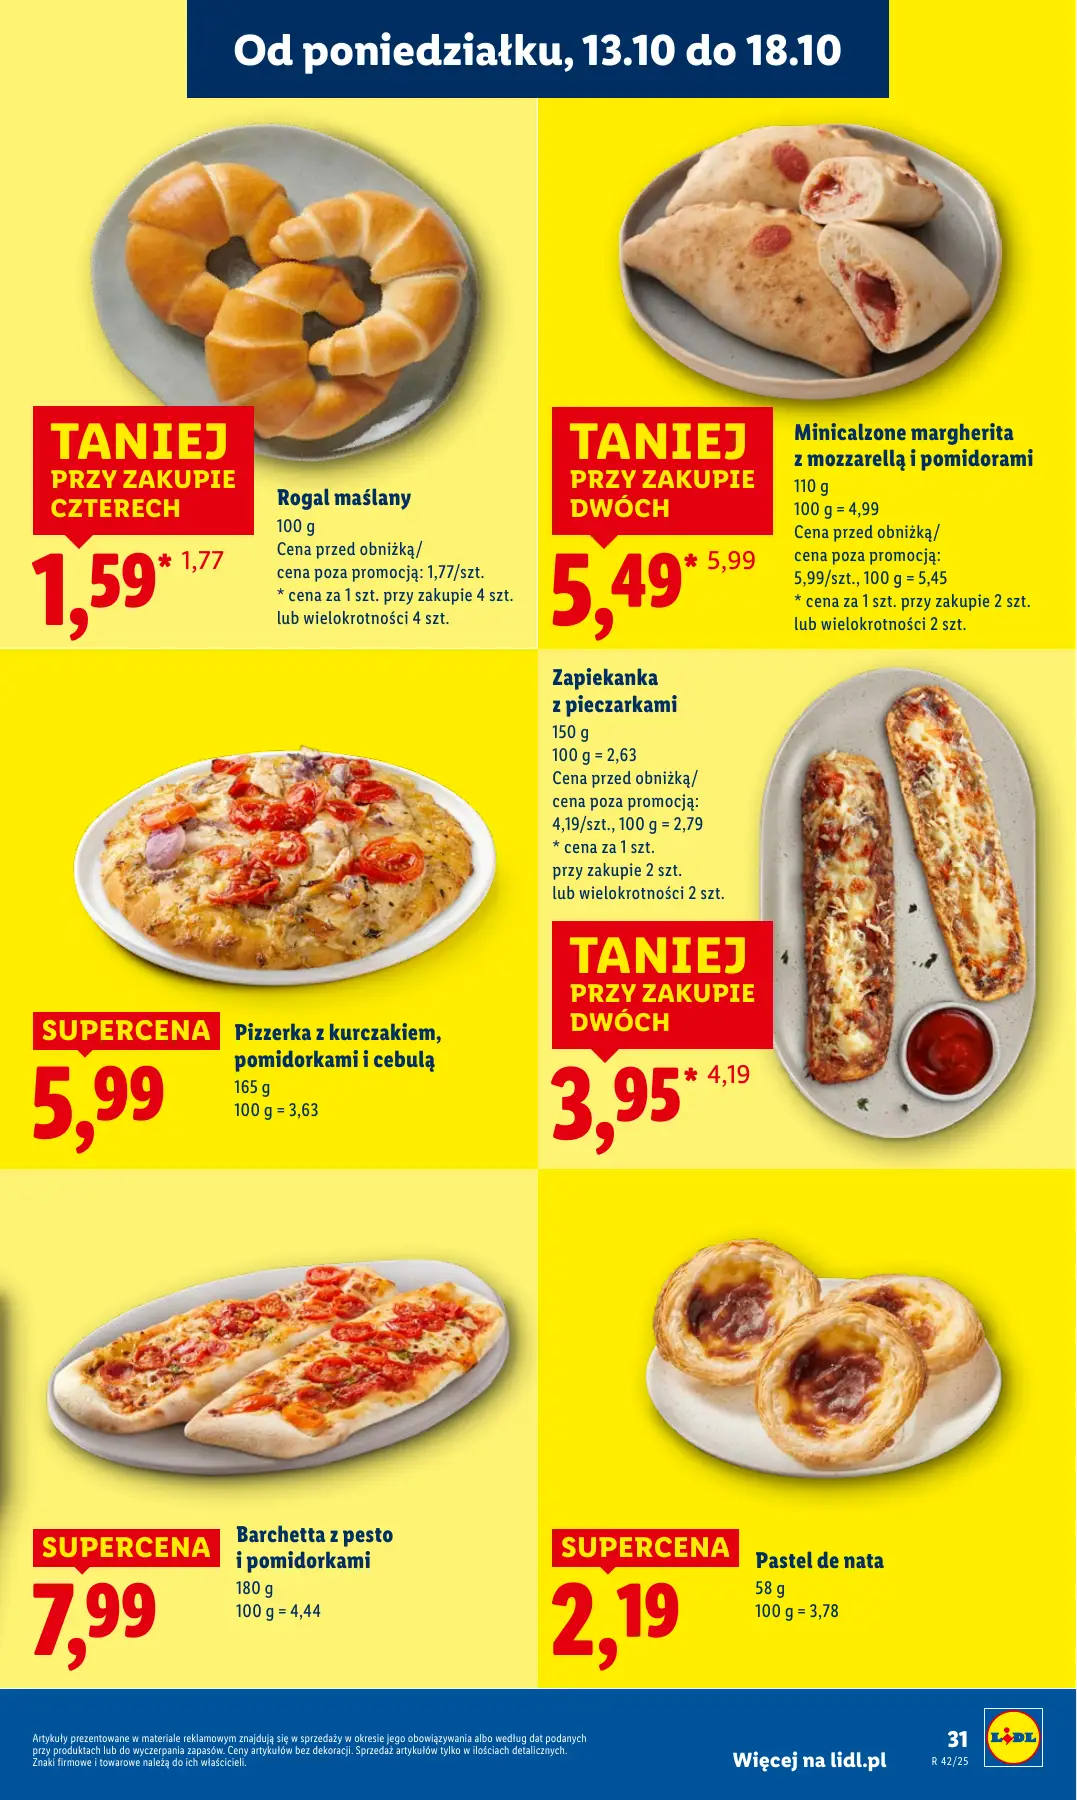 Od poniedziałku, 13.10 do 18.10
TANIEJ
PRZY ZAKUPIE
CZTERECH
1,59* 1,77
Rogal maślany
100 g
Cena przed obniżką/
cena poza promocją: 1,77/szt.
* cena za 1 szt. przy zakupie 4 szt.
lub wielokrotności 4 szt.
TANIEJ
PRZY ZAKUPIE
DWÓCH
5,49* 5,99
Minicalzone margherita
z mozzarellą i pomidorami
110 g
100 g = 4,99
Cena przed obniżką/
cena poza promocją:
5,99/szt., 100 g = 5,45
* cena za 1 szt. przy zakupie 2 szt.
lub wielokrotności 2 szt.
SUPERCENA
5,99
Pizzerka z kurczakiem,
pomidorkami i cebulą
165 g
100 g = 3,63
Zapiekanka
z pieczarkami
150 g
100 g = 2,63
Cena przed obniżką/
cena poza promocją:
4,19/szt., 100 g = 2,79
* cena za 1 szt.
przy zakupie 2 szt.
lub wielokrotności 2 szt.
TANIEJ
PRZY ZAKUPIE
DWÓCH
3,95* 4,19
SUPERCENA
7,99
Barchetta z pesto
i pomidorkami
180 g
100 g = 4,44
SUPERCENA
2,19
Pastel de nata
58 g
100 g = 3,78
Artykuły prezentowane w materiale reklamowym znajdują się w sprzedaży w okresie jego obowiązywania albo według dat podanych
przy produktach lub do wyczerpania zapasów. Ceny artykułów bez dekoracji. Sprzedaż artykułów tylko w ilościach detalicznych.
Znaki firmowe i towarowe należą do ich właścicieli.
Więcej na lidl.pl
31
R 42/25
LIDL